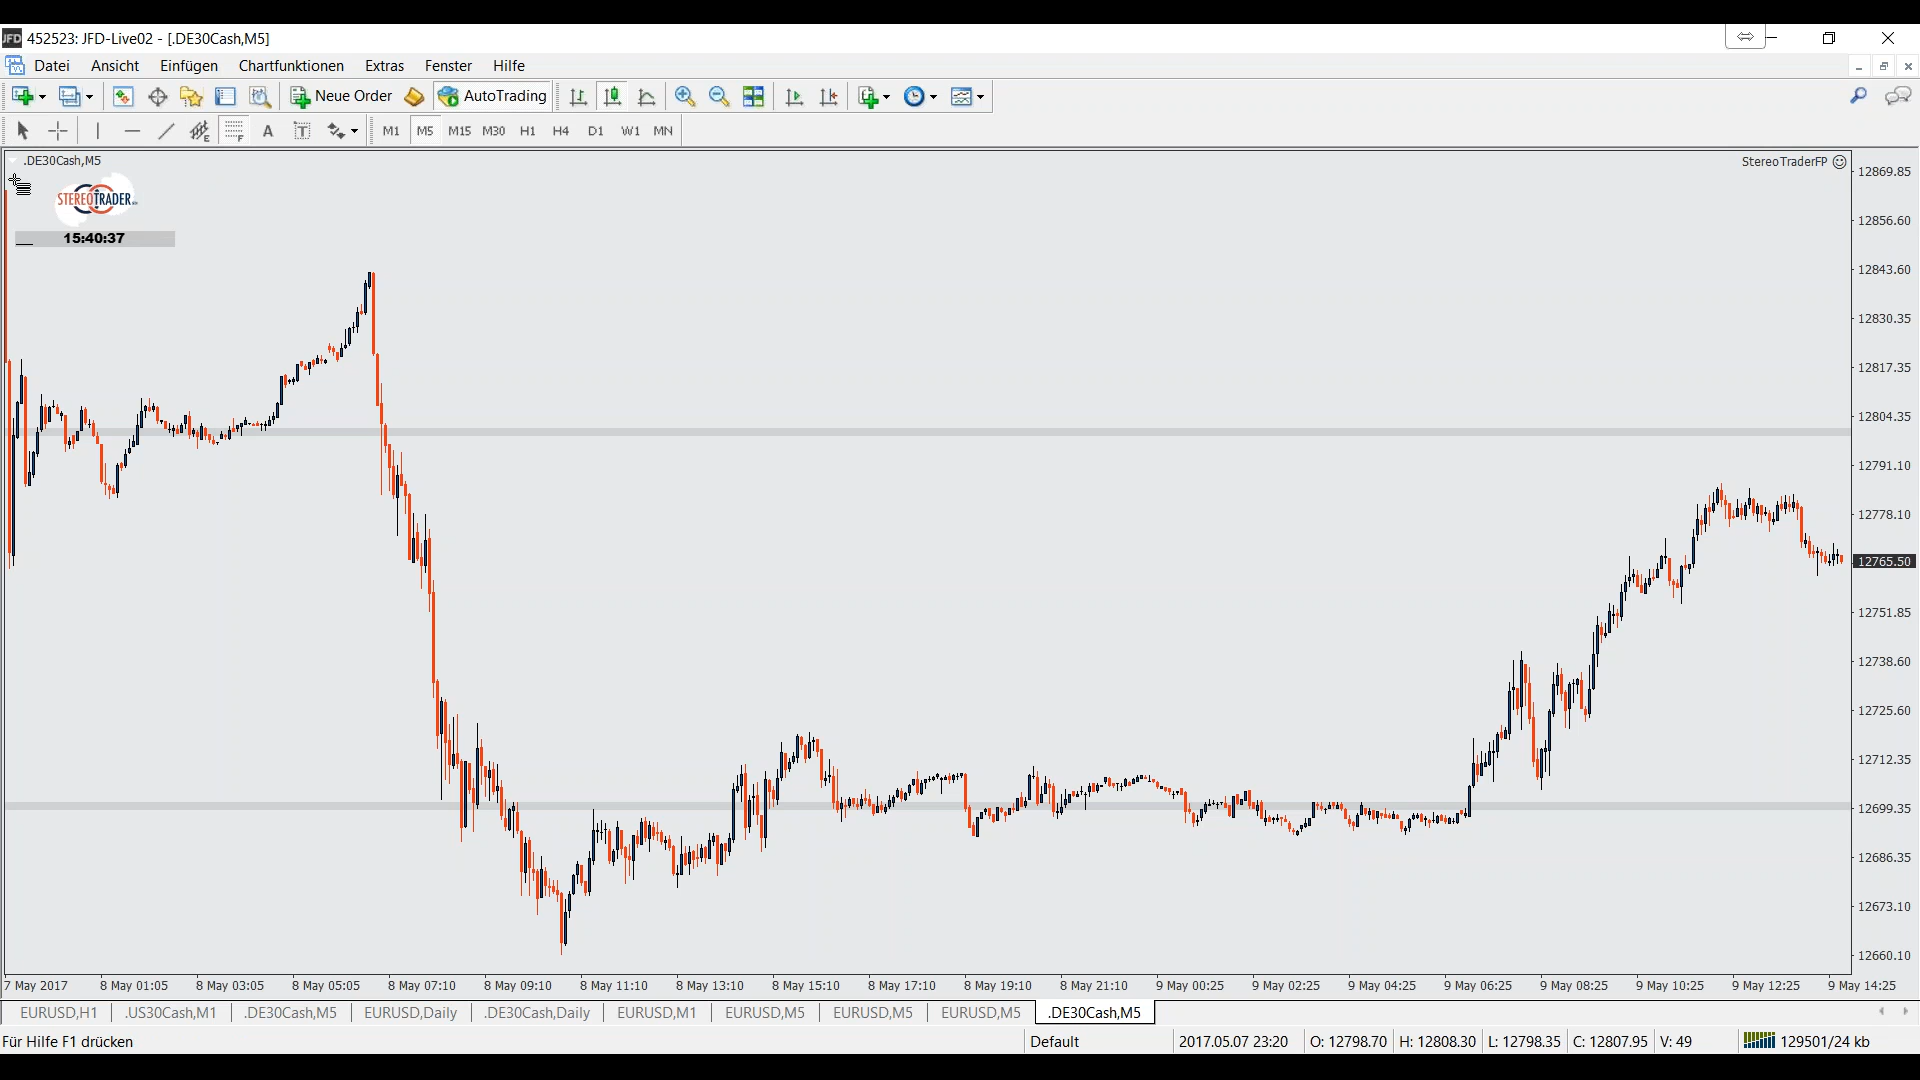 JFD 452523: JFD-Live02 - [.DE30Cash,M5]
Datei Ansicht Einfügen Chartfunktionen Extras Fenster Hilfe
Neue Order AutoTrading
E F A T M1 M5 M15 M30 H1 H4 D1 W1 MN
.DE30Cash,M5 StereoTraderFP
STEREOTRADER
15:40:37
12869.85
12856.60
12843.60
12830.35
12817.35
12804.35
12791.10
12778.10
12765.50
12751.85
12738.60
12725.60
12712.35
12699.35
12686.35
12673.10
12660.10
7 May 2017 8 May 01:05 8 May 03:05 8 May 05:05 8 May 07:10 8 May 09:10 8 May 11:10 8 May 13:10 8 May 15:10 8 May 17:10 8 May 19:10 8 May 21:10 9 May 00:25 9 May 02:25 9 May 04:25 9 May 06:25 9 May 08:25 9 May 10:25 9 May 12:25 9 May 14:25
EURUSD,H1 .US30Cash,M1 .DE30Cash,M5 EURUSD,Daily .DE30Cash,Daily EURUSD,M1 EURUSD,M5 EURUSD,M5 EURUSD,M5 .DE30Cash,M5
Für Hilfe F1 drücken Default 2017.05.07 23:20 O: 12798.70 H: 12808.30 L: 12798.35 C: 12807.95 V: 49 129501/24 kb